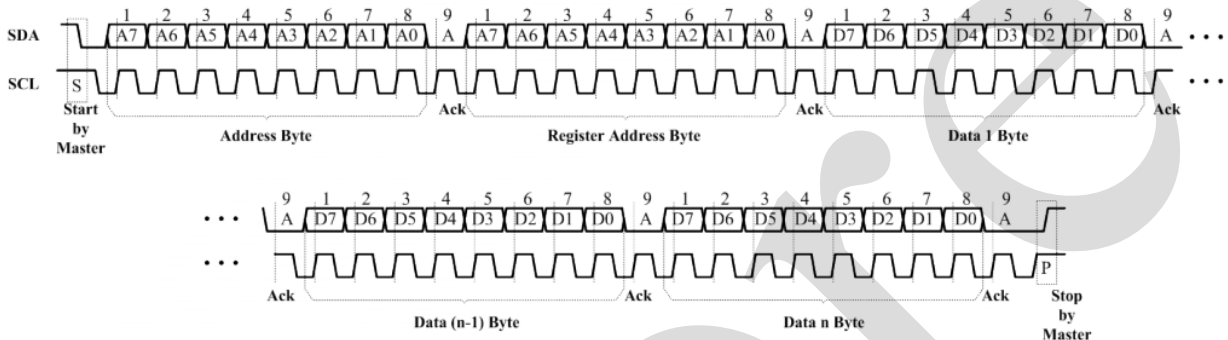 1 2 3 4 5 6 7 8 9 1 2 3 4 5 6 7 8 9 1 2 3 4 5 6 7 8 9
SDA A7 A6 A5 A4 A3 A2 A1 A0 A A7 A6 A5 A4 A3 A2 A1 A0 A D7 D6 D5 D4 D3 D2 D1 D0 A
SCL S
Start by Master Ack Ack Ack
Address Byte Register Address Byte Data 1 Byte
9 1 2 3 4 5 6 7 8 9 1 2 3 4 5 6 7 8 9
A D7 D6 D5 D4 D3 D2 D1 D0 A D7 D6 D5 D4 D3 D2 D1 D0 A
P
Ack Ack Ack Stop by Master
Data (n-1) Byte Data n Byte